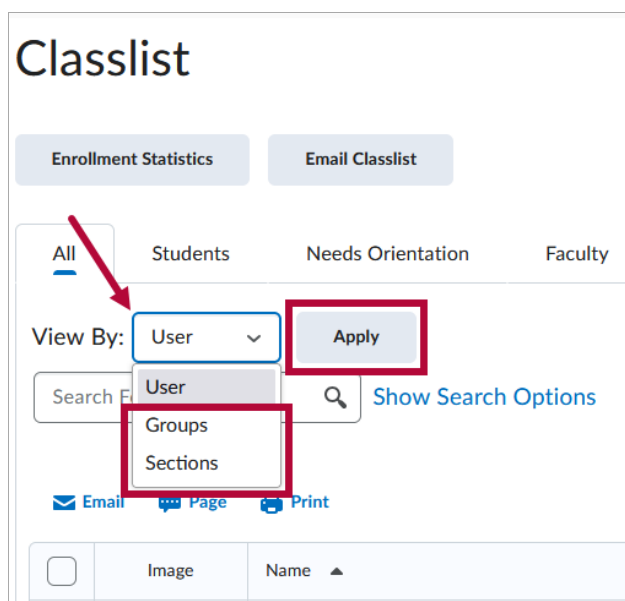 Classlist
Enrollment Statistics Email Classlist
All Students Needs Orientation Faculty
View By: User Apply
User
Search F Show Search Options
Groups
Sections
Email Page Print
Image Name